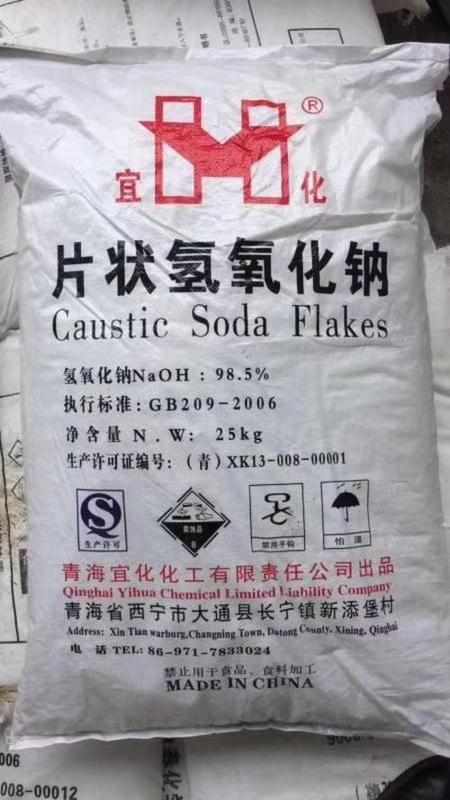 ®
宜 化
片状氢氧化钠
Caustic Soda Flakes
氢氧化钠NaOH : 98.5%
执行标准: GB209-2006
净含量 N.W: 25kg
生产许可证编号: (青)XK13-008-00001
QS
生产许可
腐蚀品
8
禁用手钩
怕湿
青海宜化化工有限责任公司出品
Qinghai Yihua Chemical Limited Liability Company
青海省西宁市大通县长宁镇新添堡村
Address: Xin Tian warburg,Changning Town, Datong County, Xining, Qinghai
电 话 TEL: 86-971-7833024
禁止用于食品、食料加工
MADE IN CHINA
006
008-00012